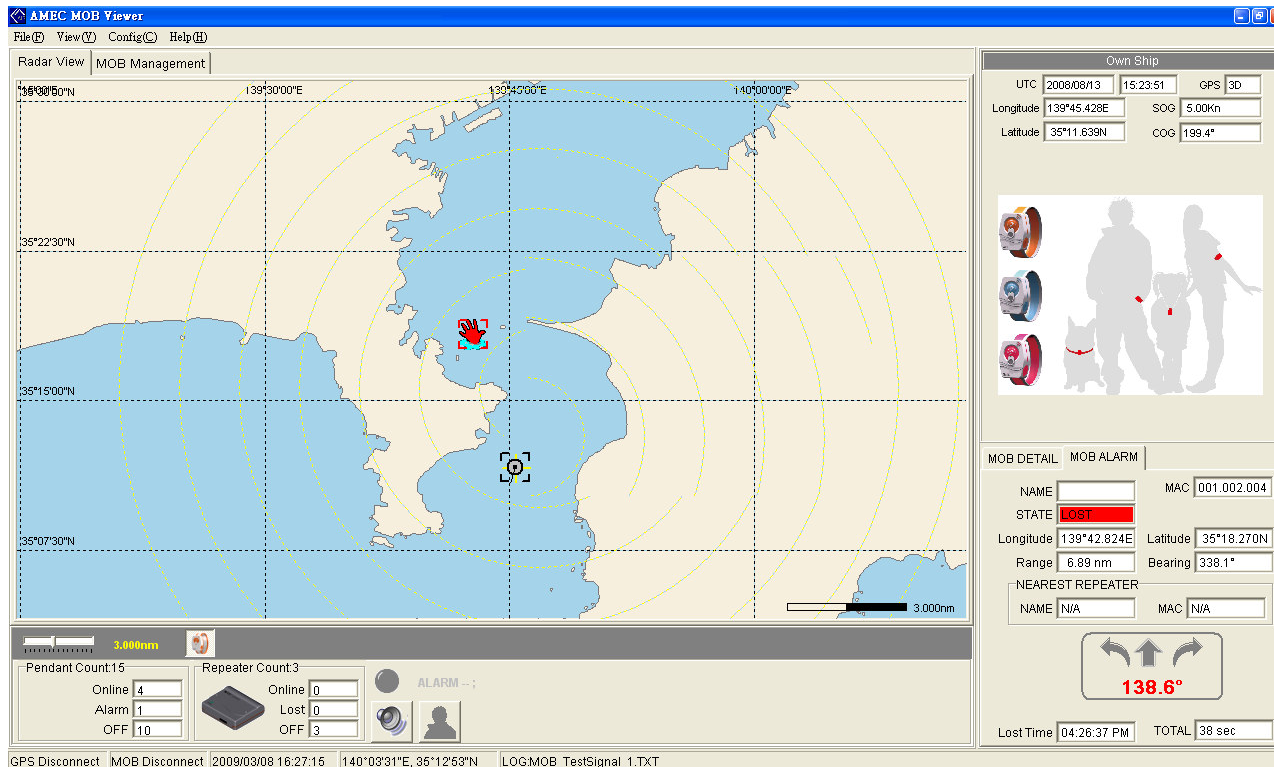 AMEC MOB Viewer
File(F) View(V) Config(C) Help(H)
Radar View MOB Management
139°30'00"E 139°45'00"E 140°00'00"E
35°22'30"N
35°15'00"N
35°07'30"N
3.000nm
3.000nm
Pendant Count:15
Online 4
Alarm 1
OFF 10
Repeater Count:3
Online 0
Lost 0
OFF 3
ALARM -- ;
Own Ship
UTC 2008/08/13 15:23:51 GPS 3D
Longitude 139°45.428E SOG 5.00Kn
Latitude 35°11.639N COG 199.4°
MOB DETAIL MOB ALARM
NAME MAC 001.002.004
STATE LOST
Longitude 139°42.824E Latitude 35°18.270N
Range 6.89 nm Bearing 338.1°
NEAREST REPEATER
NAME N/A MAC N/A
138.6°
Lost Time 04:26:37 PM TOTAL 38 sec
GPS Disconnect MOB Disconnect 2009/03/08 16:27:15 140°03'31"E, 35°12'53"N LOG:MOB_TestSignal_1.TXT